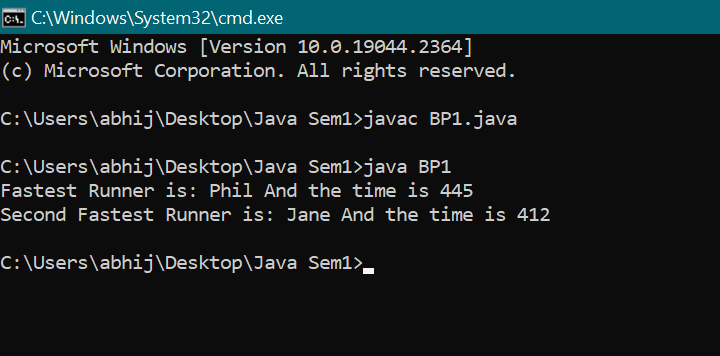 C:\Windows\System32\cmd.exe
Microsoft Windows [Version 10.0.19044.2364]
(c) Microsoft Corporation. All rights reserved.
C:\Users\abhij\Desktop\Java Sem1>javac BP1.java
C:\Users\abhij\Desktop\Java Sem1>java BP1
Fastest Runner is: Phil And the time is 445
Second Fastest Runner is: Jane And the time is 412
C:\Users\abhij\Desktop\Java Sem1>